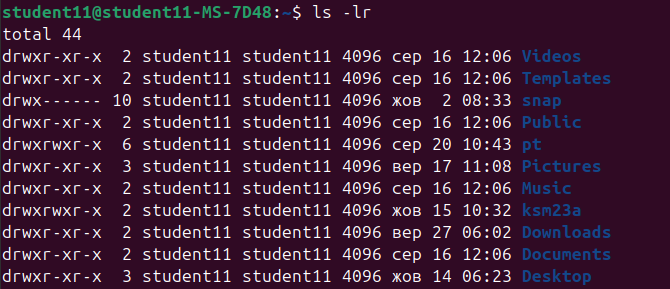 student11@student11-MS-7D48:~$ ls -lr
total 44
drwxr-xr-x  2 student11 student11 4096 сер 16 12:06 Videos
drwxr-xr-x  2 student11 student11 4096 сер 16 12:06 Templates
drwx------ 10 student11 student11 4096 жов  2 08:33 snap
drwxr-xr-x  2 student11 student11 4096 сер 16 12:06 Public
drwxrwxr-x  6 student11 student11 4096 сер 20 10:43 pt
drwxr-xr-x  3 student11 student11 4096 вер 17 11:08 Pictures
drwxr-xr-x  2 student11 student11 4096 сер 16 12:06 Music
drwxrwxr-x  2 student11 student11 4096 жов 15 10:32 ksm23a
drwxr-xr-x  2 student11 student11 4096 вер 27 06:02 Downloads
drwxr-xr-x  2 student11 student11 4096 сер 16 12:06 Documents
drwxr-xr-x  3 student11 student11 4096 жов 14 06:23 Desktop